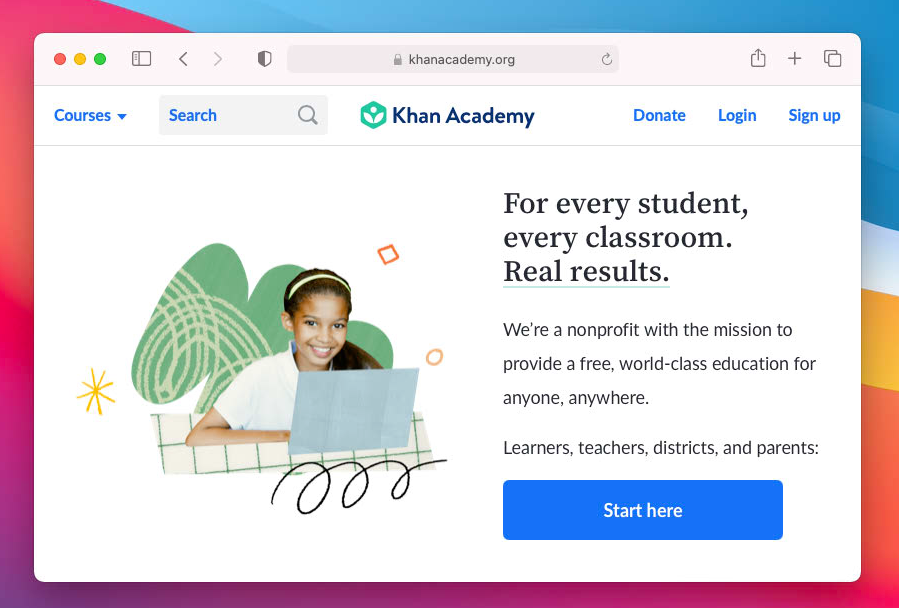 khanacademy.org
Courses
Search
Khan Academy
Donate
Login
Sign up
For every student,
every classroom.
Real results.
We’re a nonprofit with the mission to
provide a free, world-class education for
anyone, anywhere.
Learners, teachers, districts, and parents:
Start here